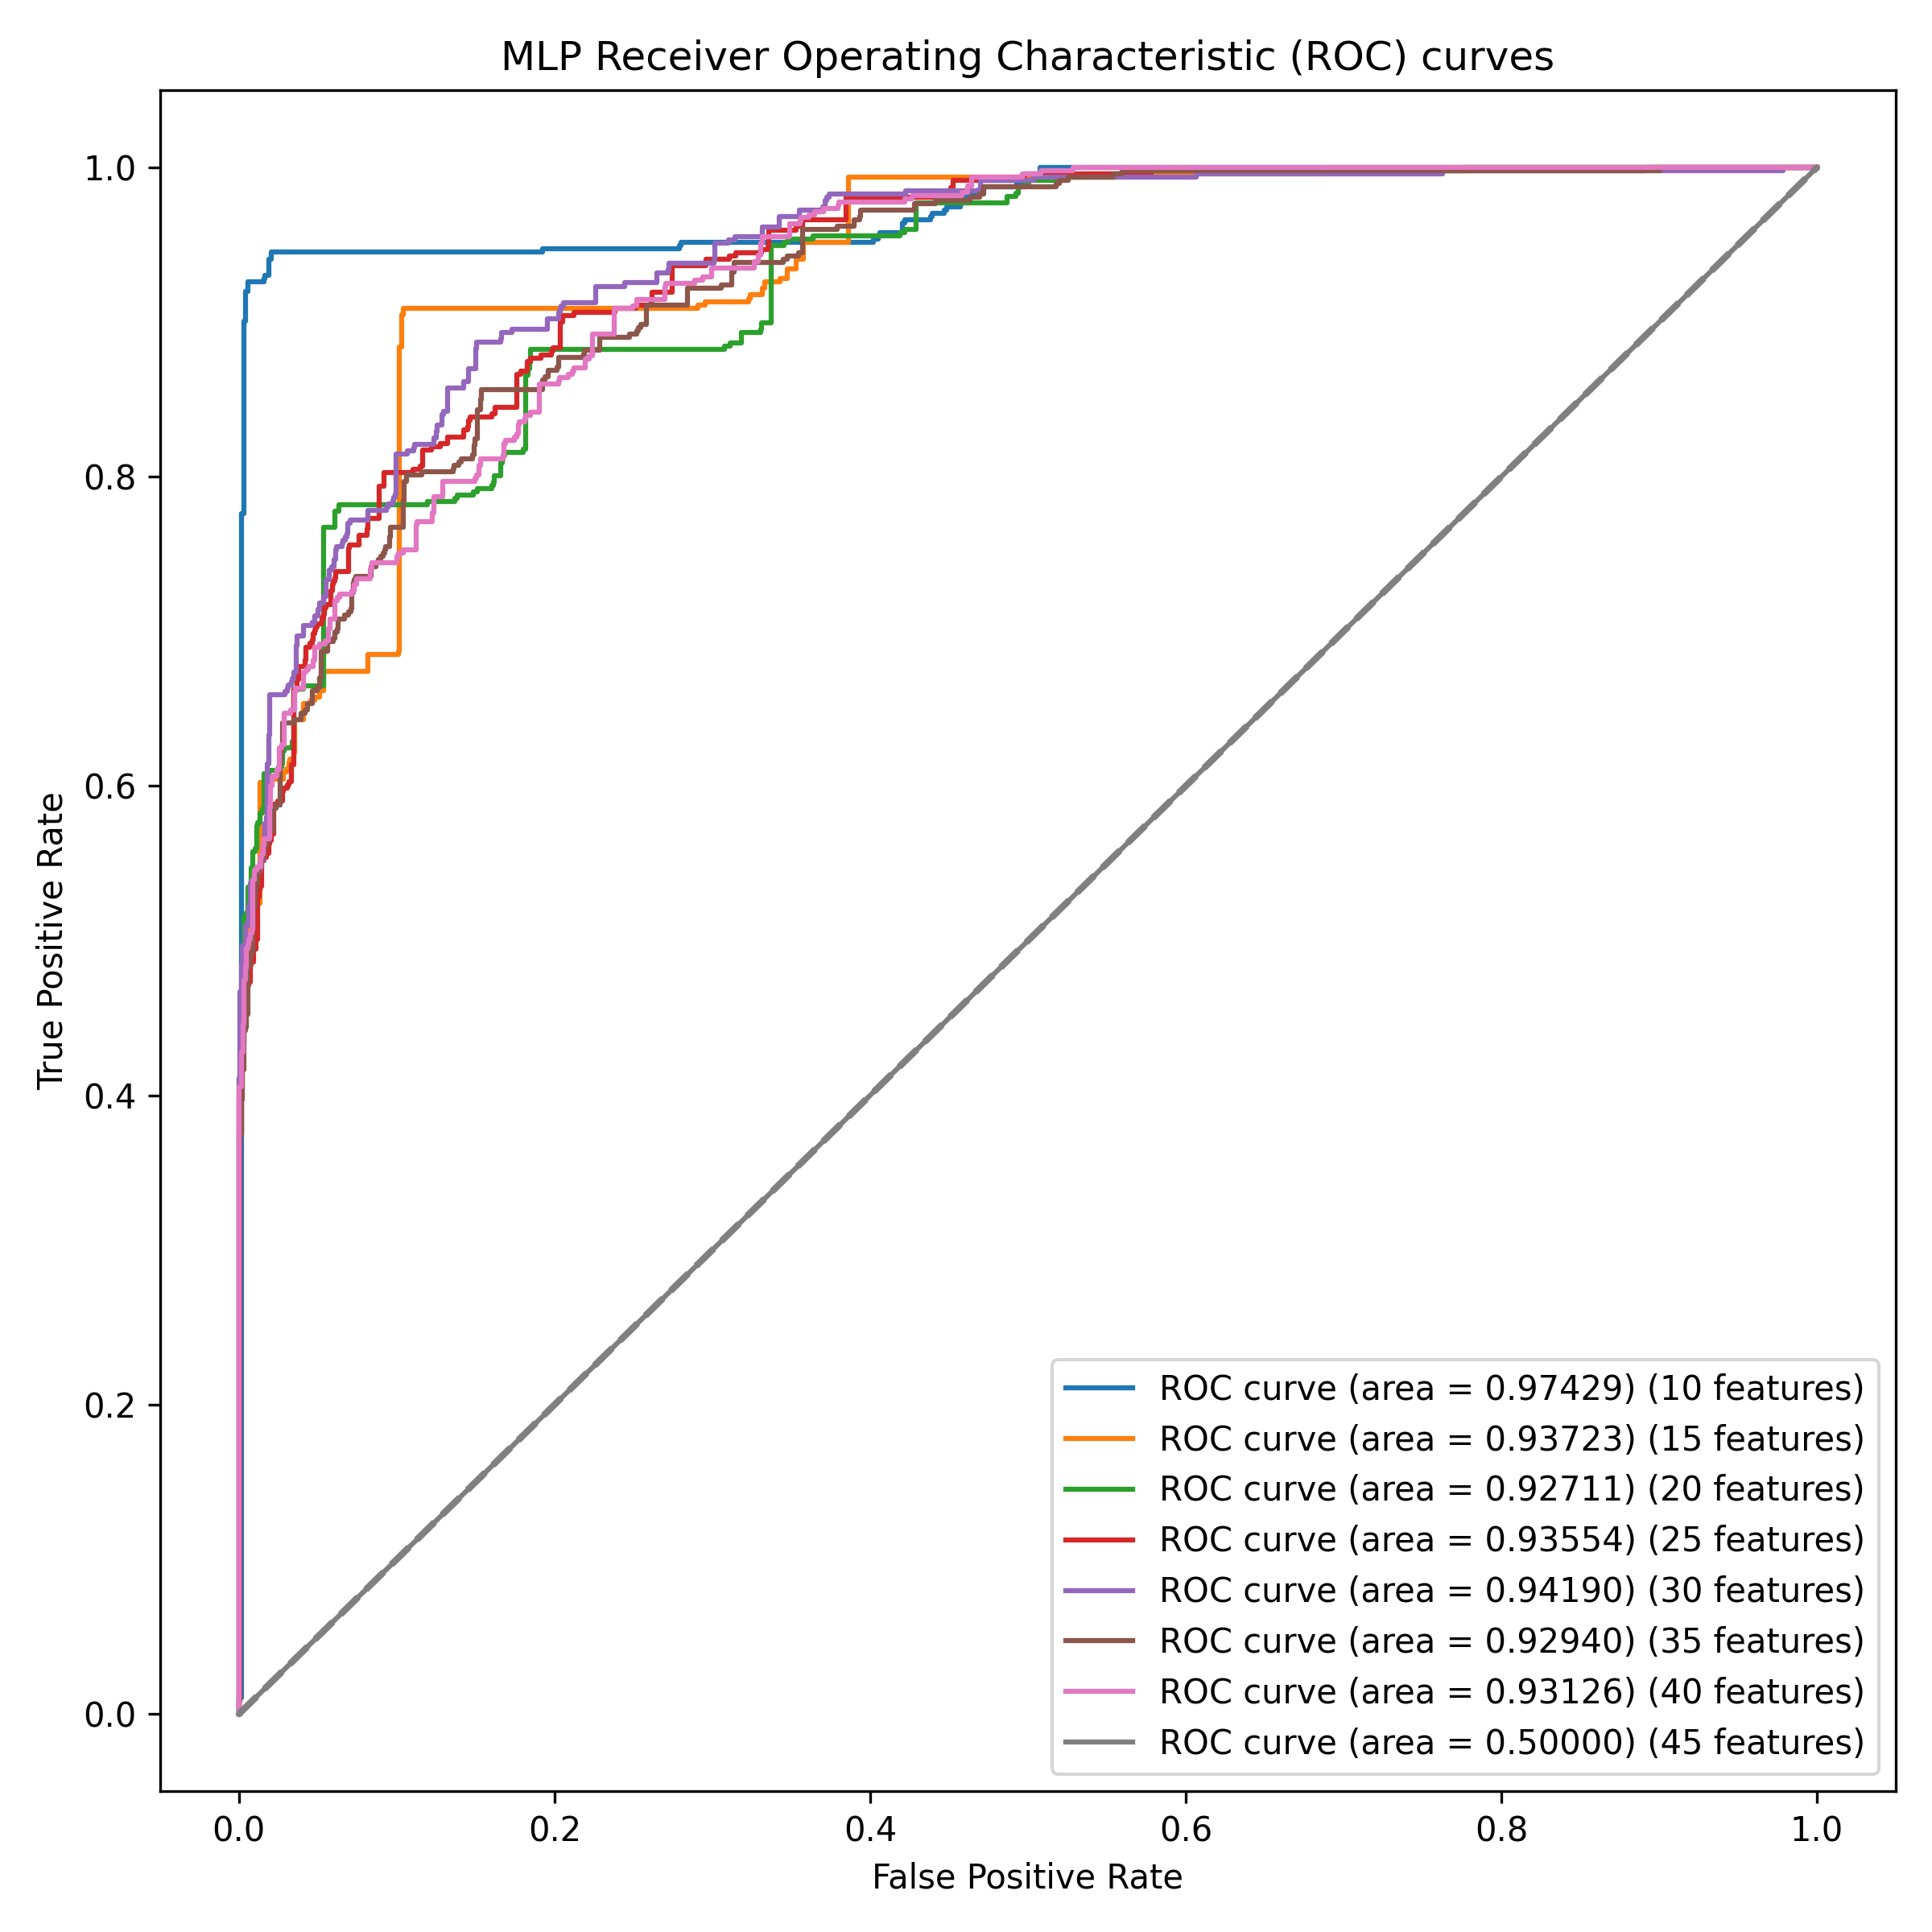 MLP Receiver Operating Characteristic (ROC) curves
True Positive Rate
1.0
0.8
0.6
0.4
0.2
0.0
ROC curve (area = 0.97429) (10 features)
ROC curve (area = 0.93723) (15 features)
ROC curve (area = 0.92711) (20 features)
ROC curve (area = 0.93554) (25 features)
ROC curve (area = 0.94190) (30 features)
ROC curve (area = 0.92940) (35 features)
ROC curve (area = 0.93126) (40 features)
ROC curve (area = 0.50000) (45 features)
0.0 0.2 0.4 0.6 0.8 1.0
False Positive Rate